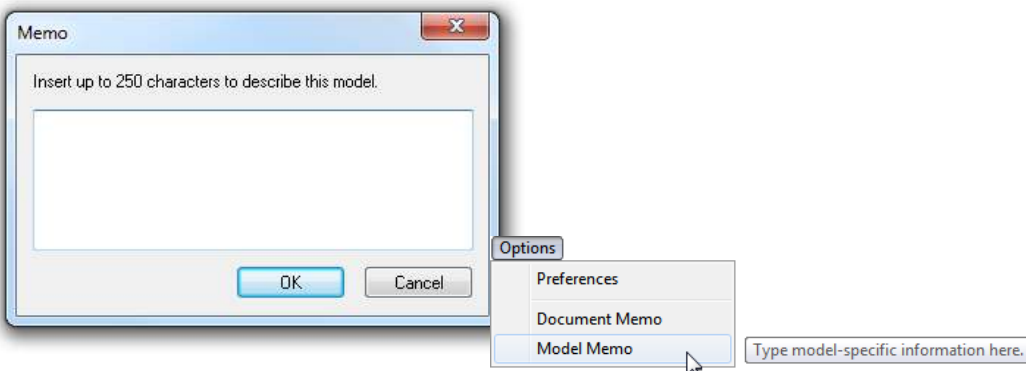 Memo
Insert up to 250 characters to describe this model.
OK
Cancel
Options
Preferences
Document Memo
Model Memo
Type model-specific information here.